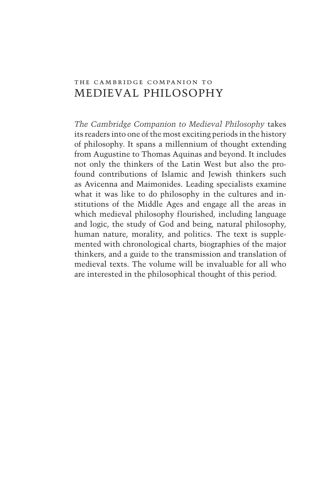 THE CAMBRIDGE COMPANION TO
MEDIEVAL PHILOSOPHY
The Cambridge Companion to Medieval Philosophy takes
its readers into one of the most exciting periods in the history
of philosophy. It spans a millennium of thought extending
from Augustine to Thomas Aquinas and beyond. It includes
not only the thinkers of the Latin West but also the pro-
found contributions of Islamic and Jewish thinkers such
as Avicenna and Maimonides. Leading specialists examine
what it was like to do philosophy in the cultures and in-
stitutions of the Middle Ages and engage all the areas in
which medieval philosophy flourished, including language
and logic, the study of God and being, natural philosophy,
human nature, morality, and politics. The text is supple-
mented with chronological charts, biographies of the major
thinkers, and a guide to the transmission and translation of
medieval texts. The volume will be invaluable for all who
are interested in the philosophical thought of this period.